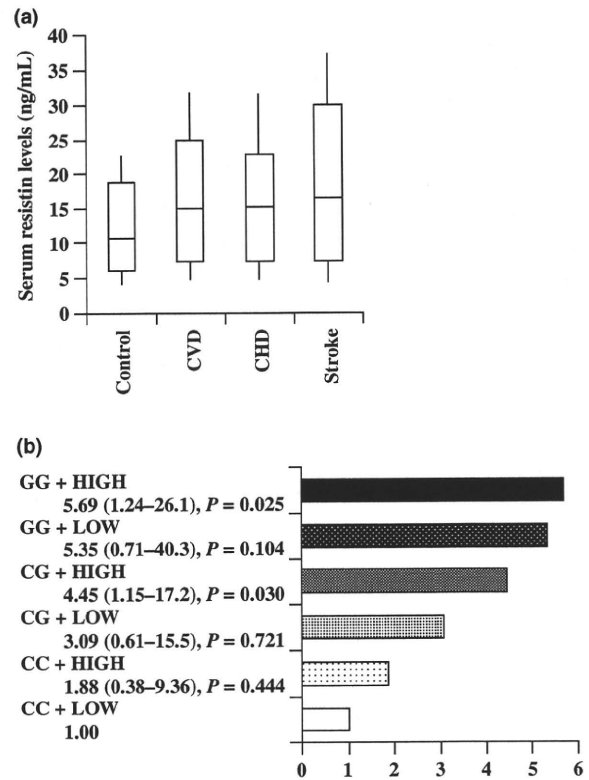 (a)
Serum resistin levels (ng/mL)
40
35
30
25
20
15
10
5
0
Control
CVD
CHD
Stroke
(b)
GG + HIGH
5.69 (1.24–26.1), P = 0.025
GG + LOW
5.35 (0.71–40.3), P = 0.104
CG + HIGH
4.45 (1.15–17.2), P = 0.030
CG + LOW
3.09 (0.61–15.5), P = 0.721
CC + HIGH
1.88 (0.38–9.36), P = 0.444
CC + LOW
1.00
0 1 2 3 4 5 6